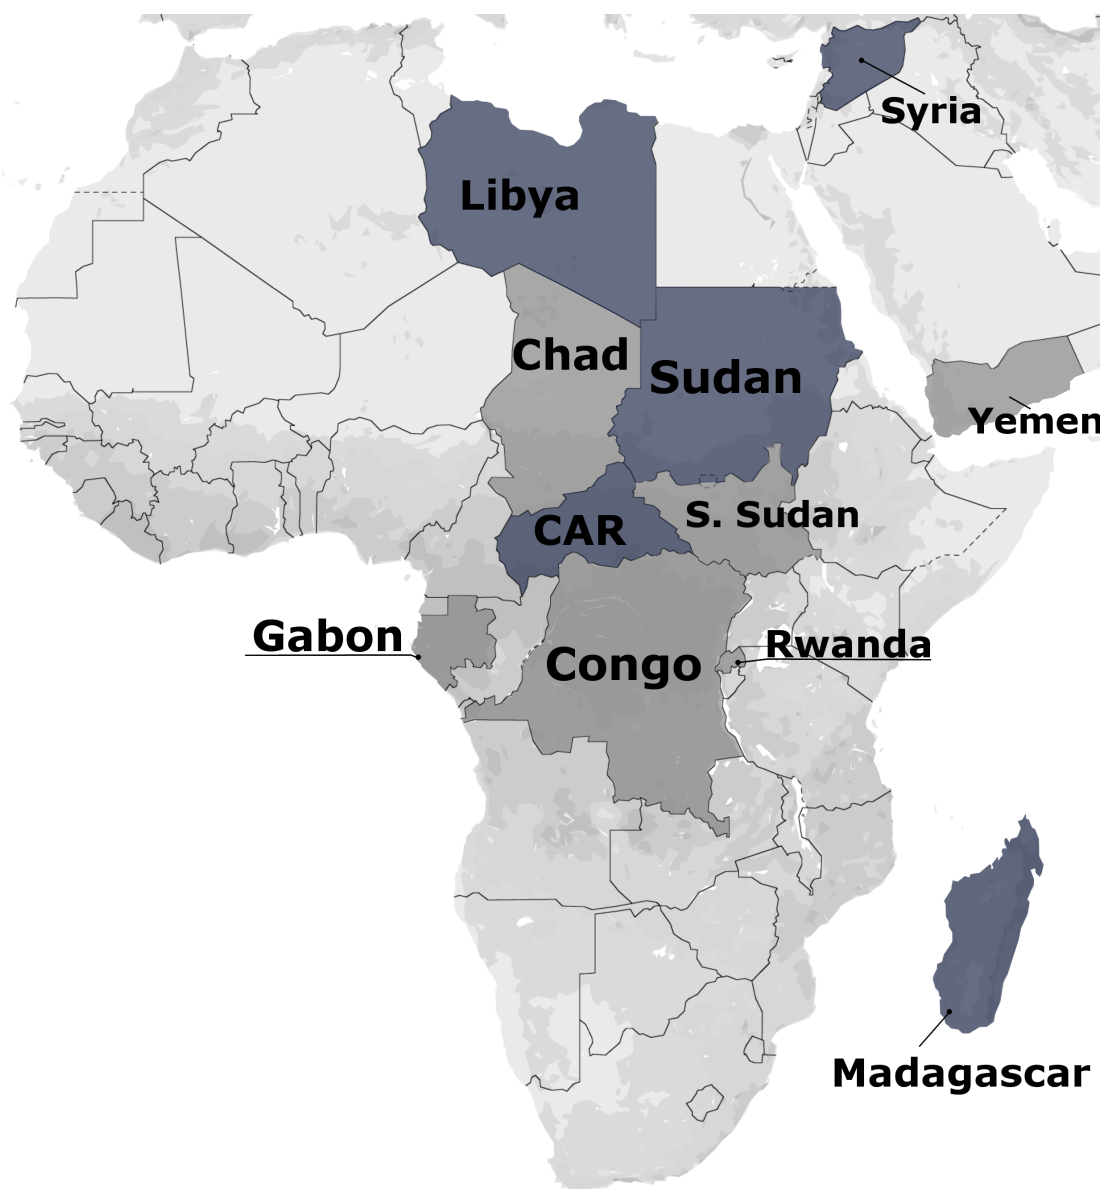 Syria
Libya
Chad
Sudan
Yemen
S. Sudan
CAR
Gabon
Rwanda
Congo
Madagascar